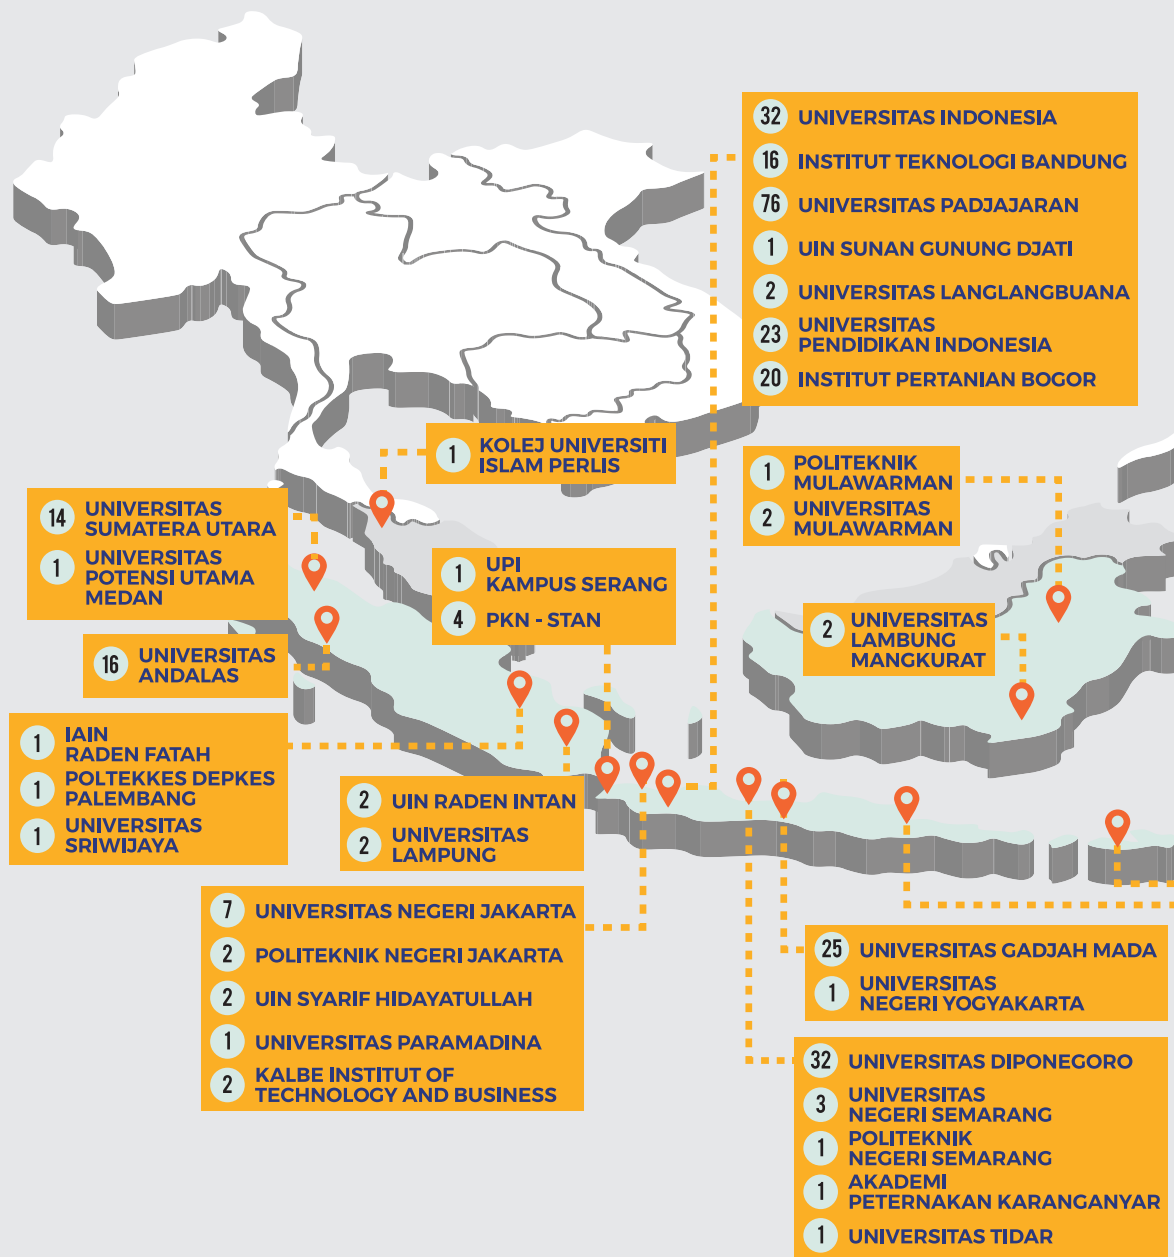 32 UNIVERSITAS INDONESIA
16 INSTITUT TEKNOLOGI BANDUNG
76 UNIVERSITAS PADJAJARAN
1 UIN SUNAN GUNUNG DJATI
2 UNIVERSITAS LANGLANGBUANA
23 UNIVERSITAS
PENDIDIKAN INDONESIA
20 INSTITUT PERTANIAN BOGOR
1 KOLEJ UNIVERSITI
ISLAM PERLIS
1 POLITEKNIK
MULAWARMAN
2 UNIVERSITAS
MULAWARMAN
14 UNIVERSITAS
SUMATERA UTARA
1 UNIVERSITAS
POTENSI UTAMA
MEDAN
1 UPI
KAMPUS SERANG
4 PKN - STAN
2 UNIVERSITAS
LAMBUNG
MANGKURAT
16 UNIVERSITAS
ANDALAS
1 IAIN
RADEN FATAH
1 POLTEKKES DEPKES
PALEMBANG
1 UNIVERSITAS
SRIWIJAYA
2 UIN RADEN INTAN
2 UNIVERSITAS
LAMPUNG
7 UNIVERSITAS NEGERI JAKARTA
2 POLITEKNIK NEGERI JAKARTA
2 UIN SYARIF HIDAYATULLAH
1 UNIVERSITAS PARAMADINA
2 KALBE INSTITUT OF
TECHNOLOGY AND BUSINESS
25 UNIVERSITAS GADJAH MADA
1 UNIVERSITAS
NEGERI YOGYAKARTA
32 UNIVERSITAS DIPONEGORO
3 UNIVERSITAS
NEGERI SEMARANG
1 POLITEKNIK
NEGERI SEMARANG
1 AKADEMI
PETERNAKAN KARANGANYAR
1 UNIVERSITAS TIDAR